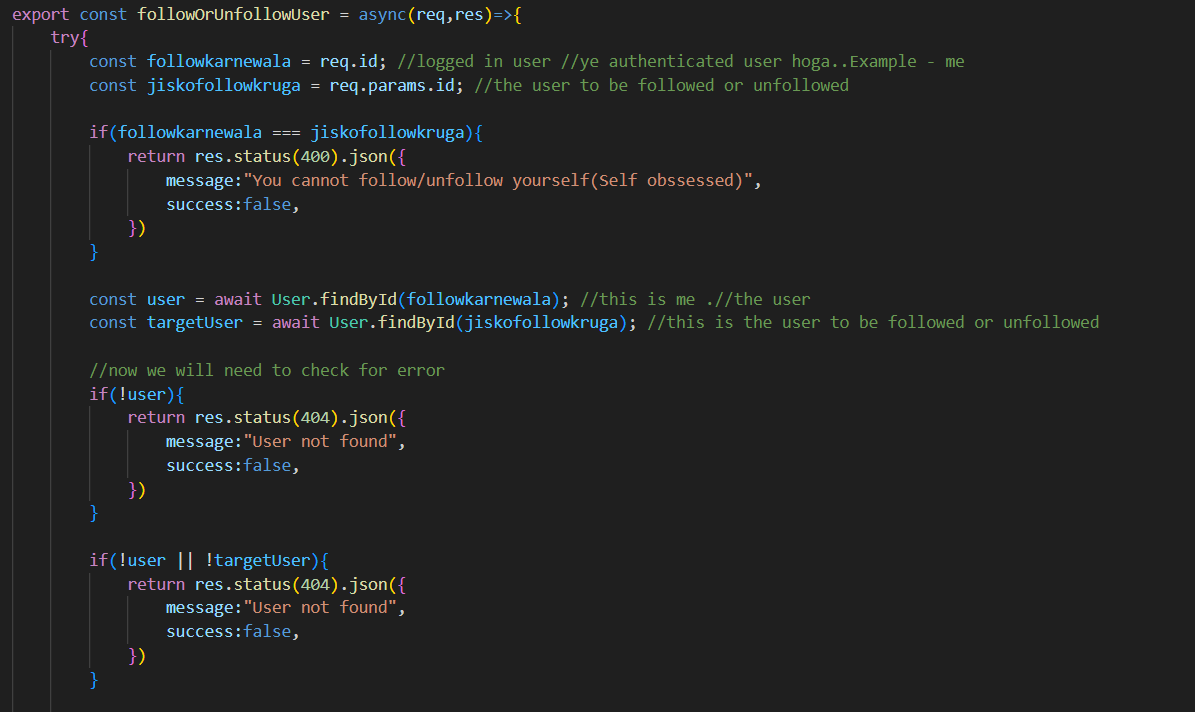 export const followOrUnfollowUser = async(req,res)=>{
try{
const followkarnewala = req.id; //logged in user //ye authenticated user hoga..Example - me
const jiskofollowkruga = req.params.id; //the user to be followed or unfollowed
if(followkarnewala === jiskofollowkruga){
return res.status(400).json({
message:"You cannot follow/unfollow yourself(Self obssessed)",
success:false,
})
}
const user = await User.findById(followkarnewala); //this is me .//the user
const targetUser = await User.findById(jiskofollowkruga); //this is the user to be followed or unfollowed
//now we will need to check for error
if(!user){
return res.status(404).json({
message:"User not found",
success:false,
})
}
if(!user || !targetUser){
return res.status(404).json({
message:"User not found",
success:false,
})
}